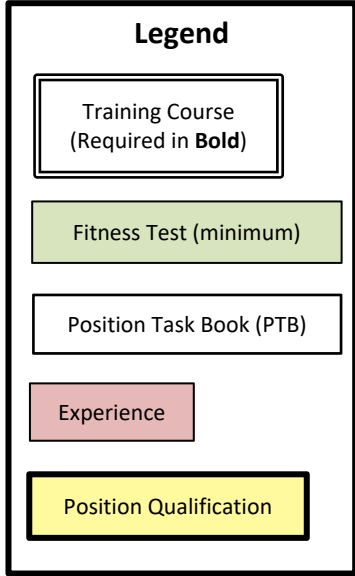 Legend
Training Course
(Required in Bold)
Fitness Test (minimum)
Position Task Book (PTB)
Experience
Position Qualification